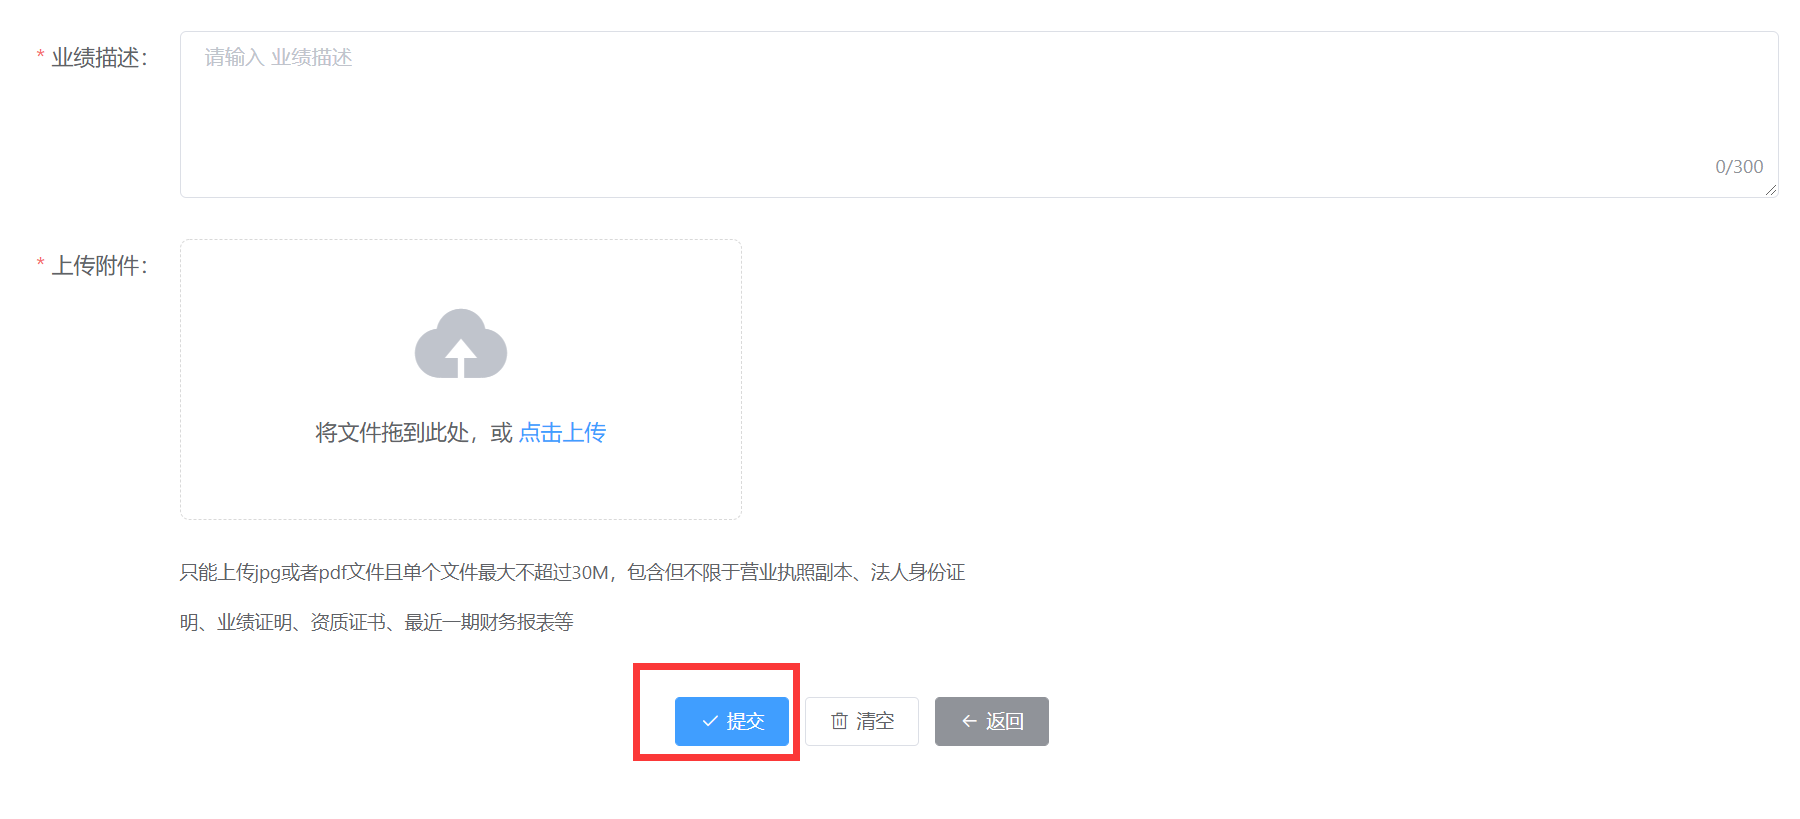 * 业绩描述：
请输入 业绩描述
0/300
* 上传附件：
将文件拖到此处，或 点击上传
只能上传jpg或者pdf文件且单个文件最大不超过30M，包含但不限于营业执照副本、法人身份证
明、业绩证明、资质证书、最近一期财务报表等
提交 清空 返回